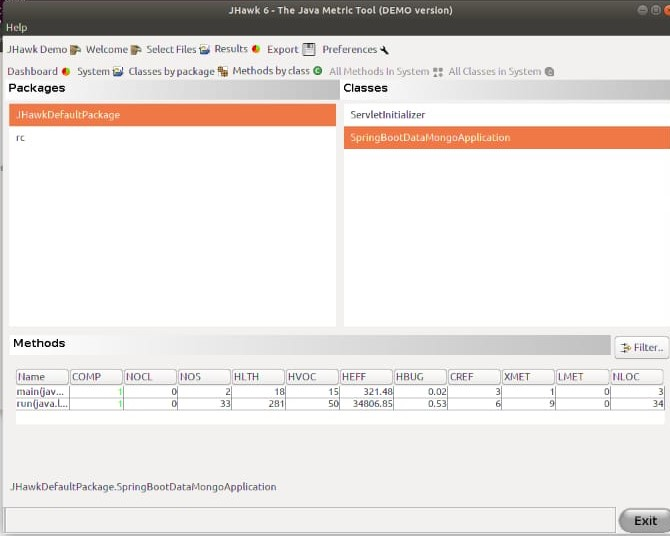 JHawk 6 - The Java Metric Tool (DEMO version)
Help
JHawk Demo Welcome Select Files Results Export Preferences
Dashboard System Classes by package Methods by class All Methods In System All Classes in System
Packages Classes
JHawkDefaultPackage ServletInitializer
rc SpringBootDataMongoApplication
Methods Filter..
Name COMP NOCL NOS HLTH HVOC HEFF HBUG CREF XMET LMET NLOC
main(jav... 1 0 2 18 15 321.48 0.02 3 1 0 3
run(java.l... 1 0 33 281 50 34806.85 0.53 6 9 0 34
JHawkDefaultPackage.SpringBootDataMongoApplication
Exit